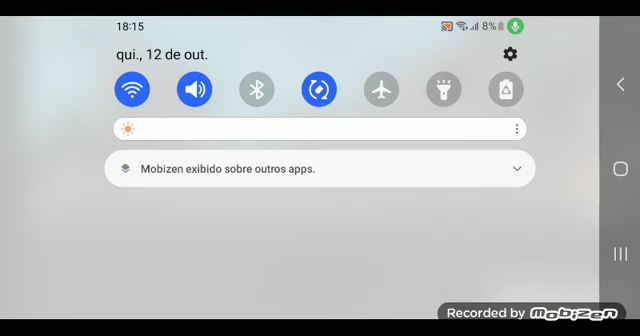 18:15
8%
qui., 12 de out.
Mobizen exibido sobre outros apps.
Recorded by Mobizen